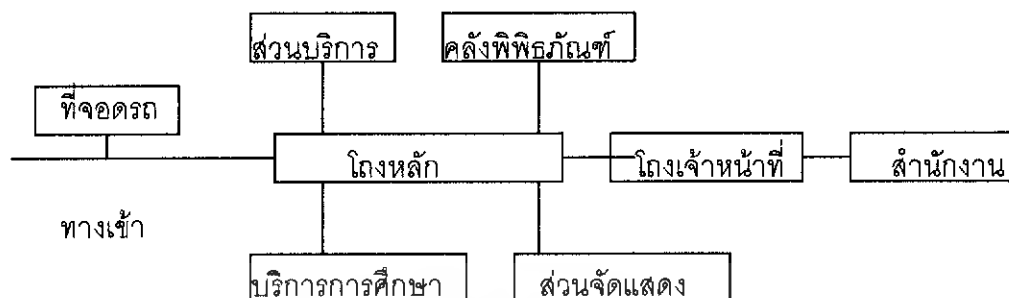 ส่วนบริการ คลังพิพิธภัณฑ์
ที่จอดรถ
โถงหลัก โถงเจ้าหน้าที่ สำนักงาน
ทางเข้า
บริการการศึกษา ส่วนจัดแสดง